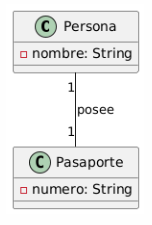 C Persona
nombre: String
1
posee
1
C Pasaporte
numero: String